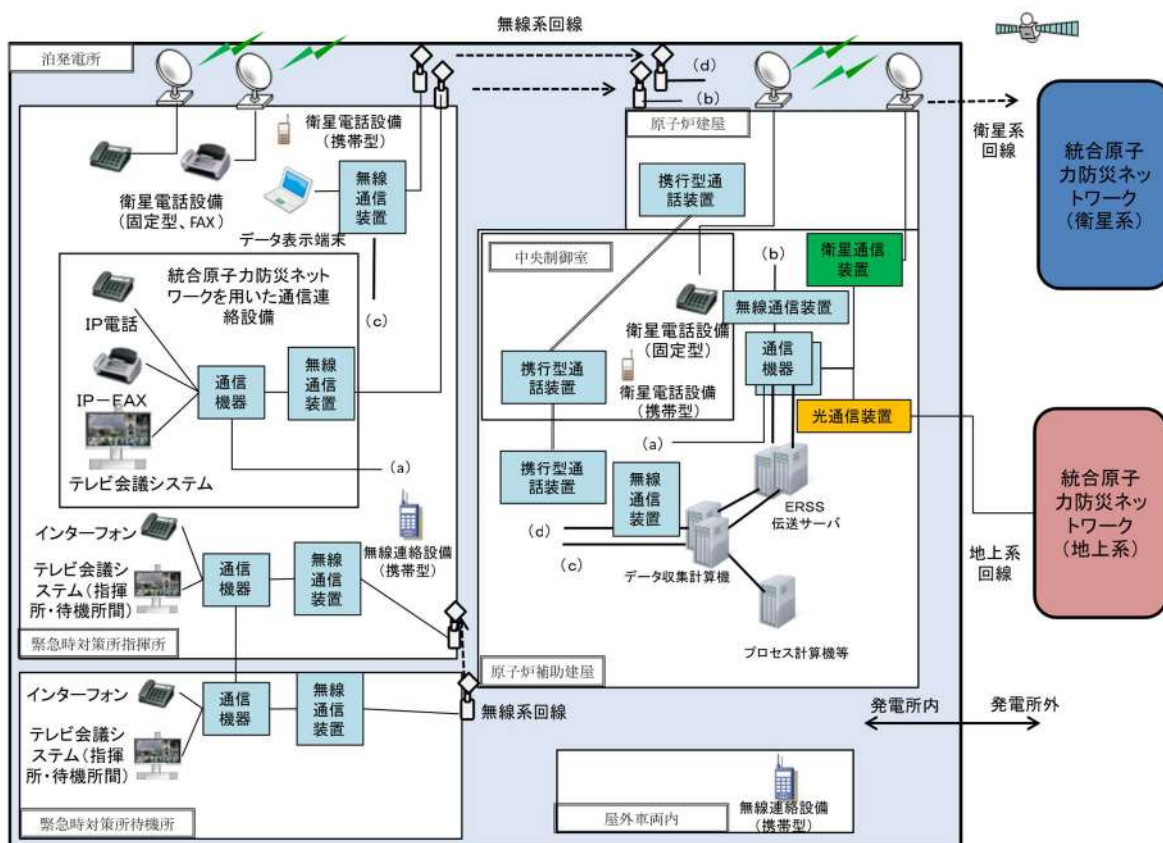 無線系回線
泊発電所
(d)
(b)
原子炉建屋
衛星系
回線
統合原子
力防災ネッ
トワーク
(衛星系)
衛星電話設備
(携帯型)
衛星電話設備
(固定型、FAX)
無線
通信
装置
データ表示端末
(c)
携行型通
話装置
中央制御室
(b)
衛星通信
装置
無線通信装置
衛星電話設備
(固定型)
通信
機器
携行型通
話装置
衛星電話設備
(携帯型)
光通信装置
(a)
統合原子力防災ネット
ワークを用いた通信連
絡設備
IP電話
IP-FAX
テレビ会議システム
通信
機器
無線
通信
装置
(a)
携行型通
話装置
無線
通信
装置
ERSS
伝送サーバ
(d)
(c)
データ収集計算機
プロセス計算機等
原子炉補助建屋
統合原子
力防災ネッ
トワーク
(地上系)
地上系
回線
インターフォン
テレビ会議シ
ステム(指揮
所・待機所間)
通信
機器
無線
通信
装置
無線連絡設備
(携帯型)
緊急時対策所指揮所
インターフォン
テレビ会議シ
ステム(指揮
所・待機所間)
通信
機器
無線
通信
装置
無線系回線
緊急時対策所待機所
発電所内
発電所外
無線連絡設備
(携帯型)
屋外車両内